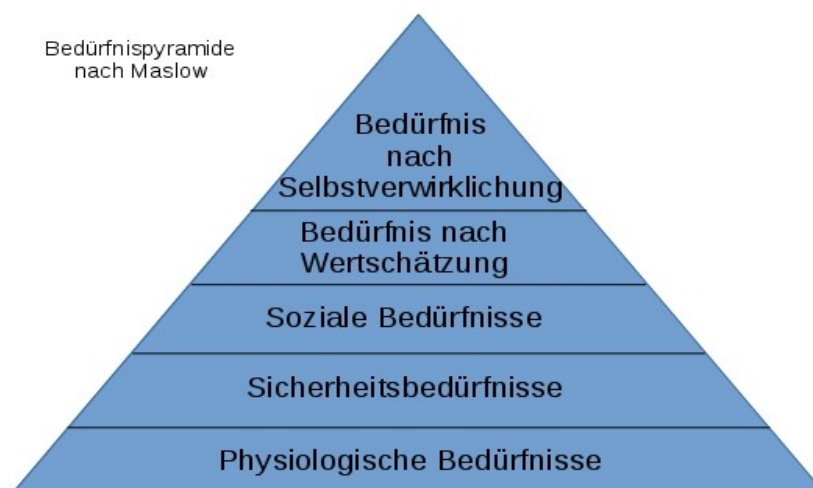 Bedürfnispyramide
nach Maslow
Bedürfnis
nach
Selbstverwirklichung
Bedürfnis nach
Wertschätzung
Soziale Bedürfnisse
Sicherheitsbedürfnisse
Physiologische Bedürfnisse